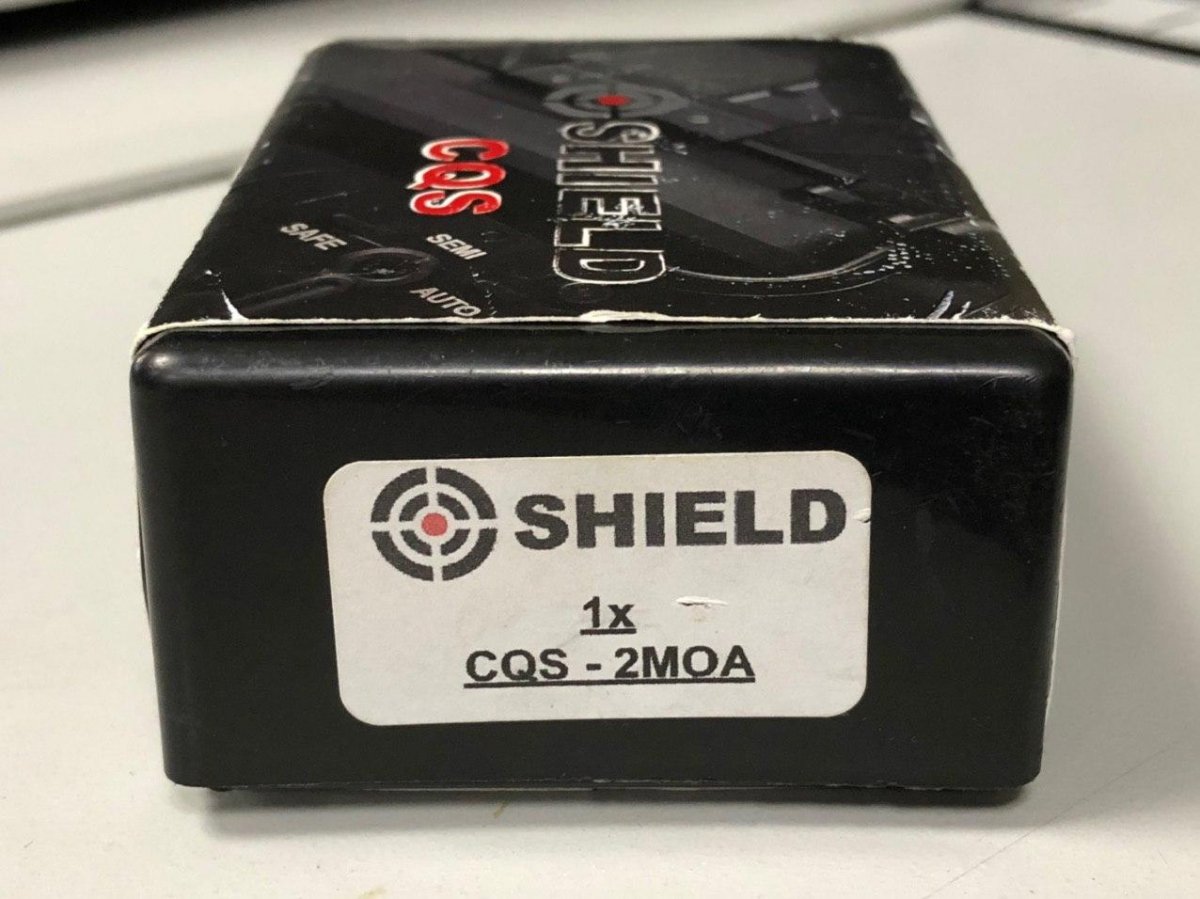 SHIELD
CQS
SAFE
SEMI
AUTO
SHIELD
1x
CQS - 2MOA